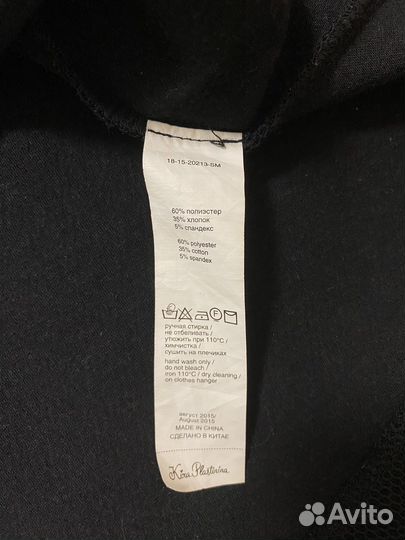 18-15-20213-SM
60% полиэстер
35% хлопок
5% спандекс
60% polyester
35% cotton
5% spandex
ручная стирка /
не отбеливать /
утюжить при 110°C /
химчистка /
сушить на плечиках
hand wash only /
do not bleach /
iron 110°C / dry cleaning /
on clothes hanger
август 2015/
August 2015
MADE IN CHINA
СДЕЛАНО В КИТАЕ
Kira Plastinina
Avito